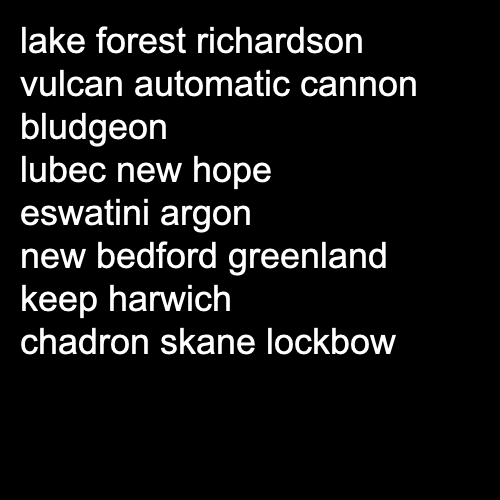 lake forest richardson
vulcan automatic cannon
bludgeon
lubec new hope
eswatini argon
new bedford greenland
keep harwich
chadron skane lockbow